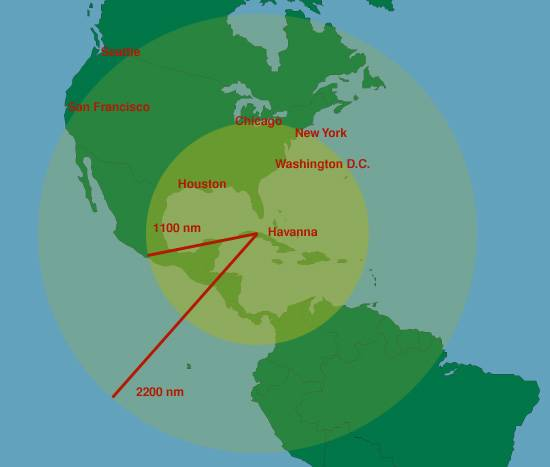 Seattle
San Francisco
Chicago
New York
Washington D.C.
Houston
1100 nm
Havanna
2200 nm